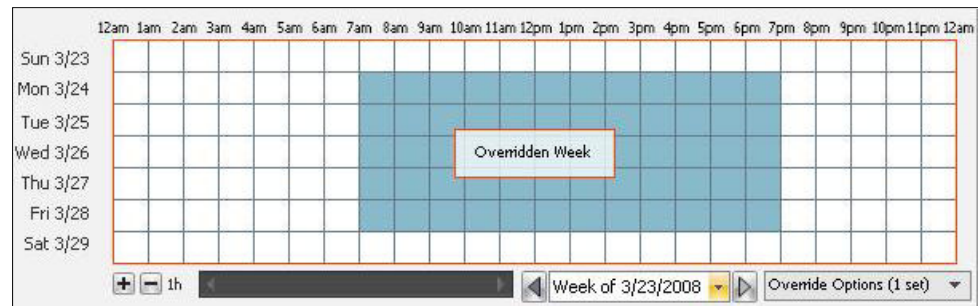 12am 1am 2am 3am 4am 5am 6am 7am 8am 9am 10am 11am 12pm 1pm 2pm 3pm 4pm 5pm 6pm 7pm 8pm 9pm 10pm 11pm 12am
Sun 3/23
Mon 3/24
Tue 3/25
Wed 3/26
Overridden Week
Thu 3/27
Fri 3/28
Sat 3/29
+ − 1h Week of 3/23/2008 Override Options (1 set)